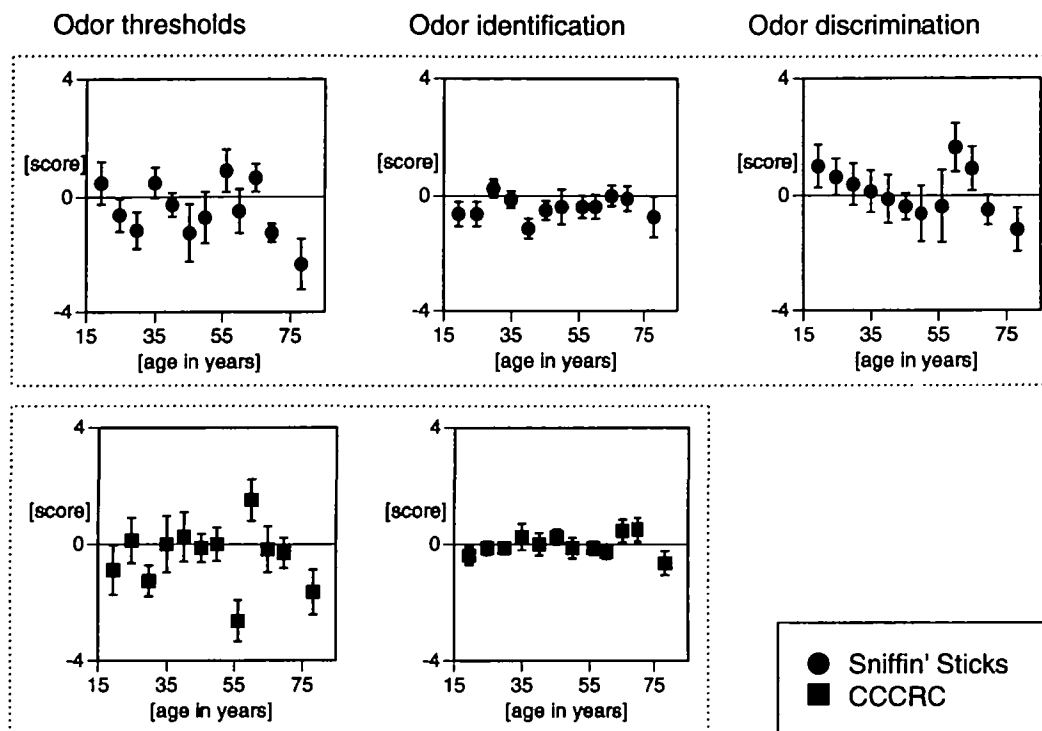 Odor thresholds Odor identification Odor discrimination
4 4 4
[score] [score] [score]
0 0 0
-4 -4 -4
15 35 55 75 15 35 55 75 15 35 55 75
[age in years] [age in years] [age in years]
4 4
[score] [score]
0 0
-4 -4
15 35 55 75 15 35 55 75
[age in years] [age in years]
Sniffin' Sticks
CCCRC